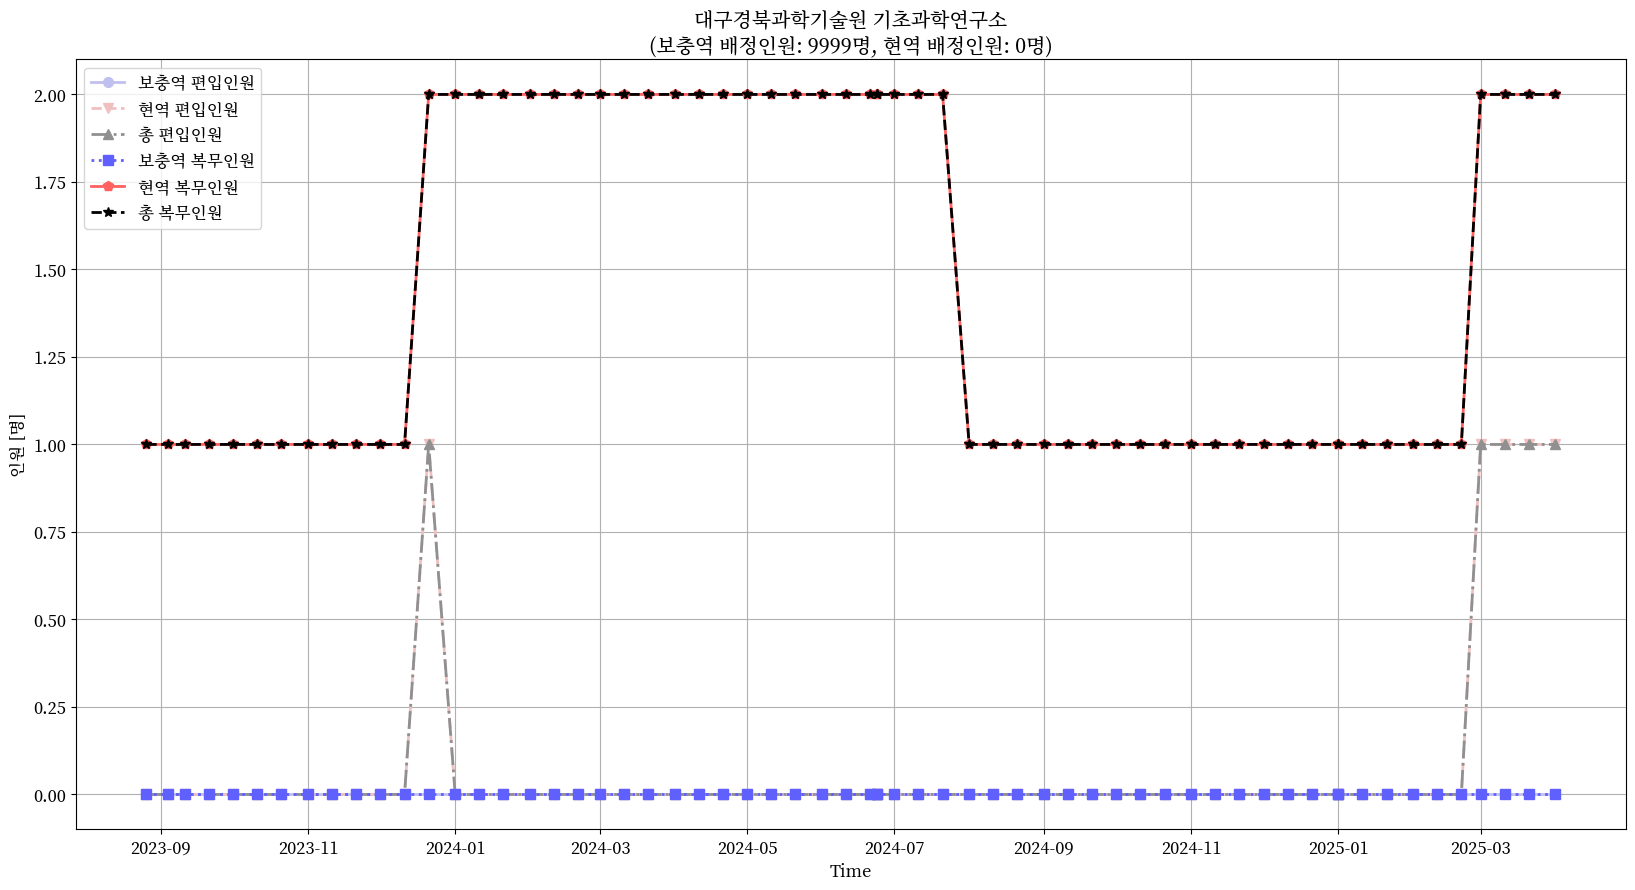 대구경북과학기술원 기초과학연구소
(보충역 배정인원: 9999명, 현역 배정인원: 0명)
보충역 편입인원
현역 편입인원
총 편입인원
보충역 복무인원
현역 복무인원
총 복무인원
2.00
1.75
1.50
1.25
1.00
0.75
0.50
0.25
0.00
인원 [명]
2023-09
2023-11
2024-01
2024-03
2024-05
2024-07
2024-09
2024-11
2025-01
2025-03
Time